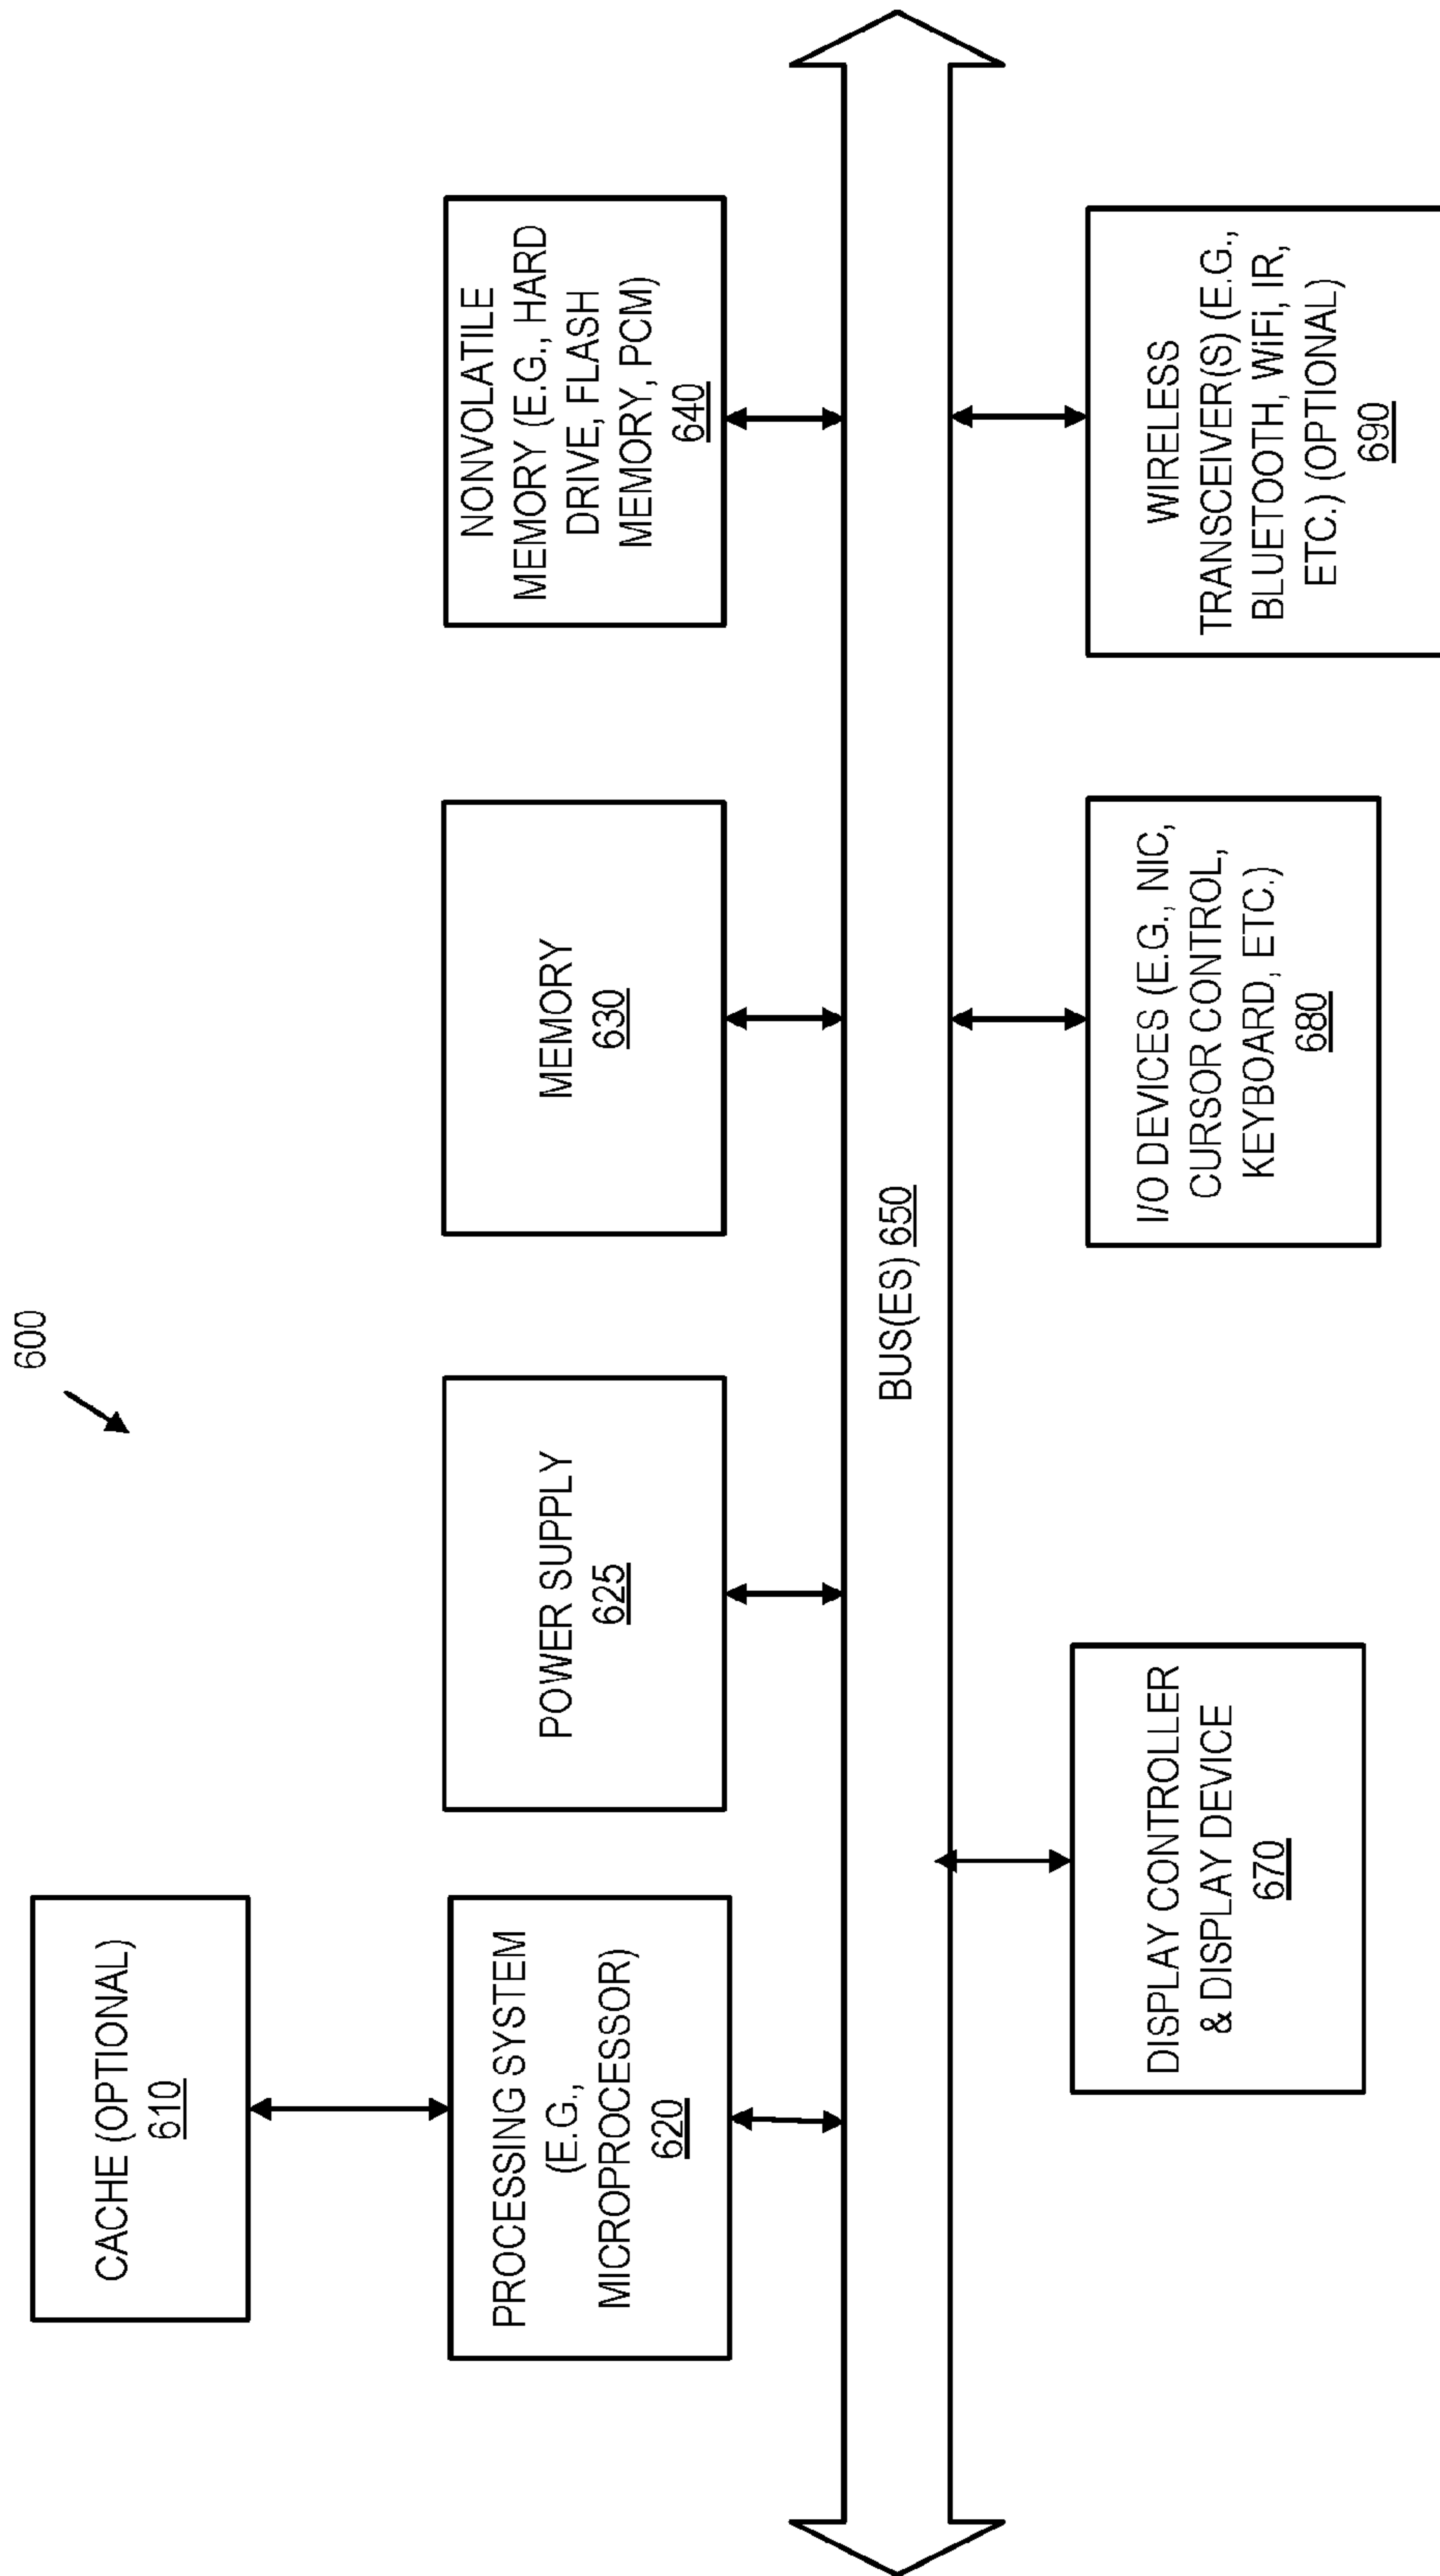 600
CACHE (OPTIONAL)
610
PROCESSING SYSTEM
(E.G.,
MICROPROCESSOR)
620
POWER SUPPLY
625
MEMORY
630
NONVOLATILE
MEMORY (E.G., HARD
DRIVE, FLASH
MEMORY, PCM)
640
BUS(ES) 650
DISPLAY CONTROLLER
& DISPLAY DEVICE
670
I/O DEVICES (E.G., NIC,
CURSOR CONTROL,
KEYBOARD, ETC.)
680
WIRELESS
TRANSCEIVER(S) (E.G.,
BLUETOOTH, WiFi, IR,
ETC.) (OPTIONAL)
690